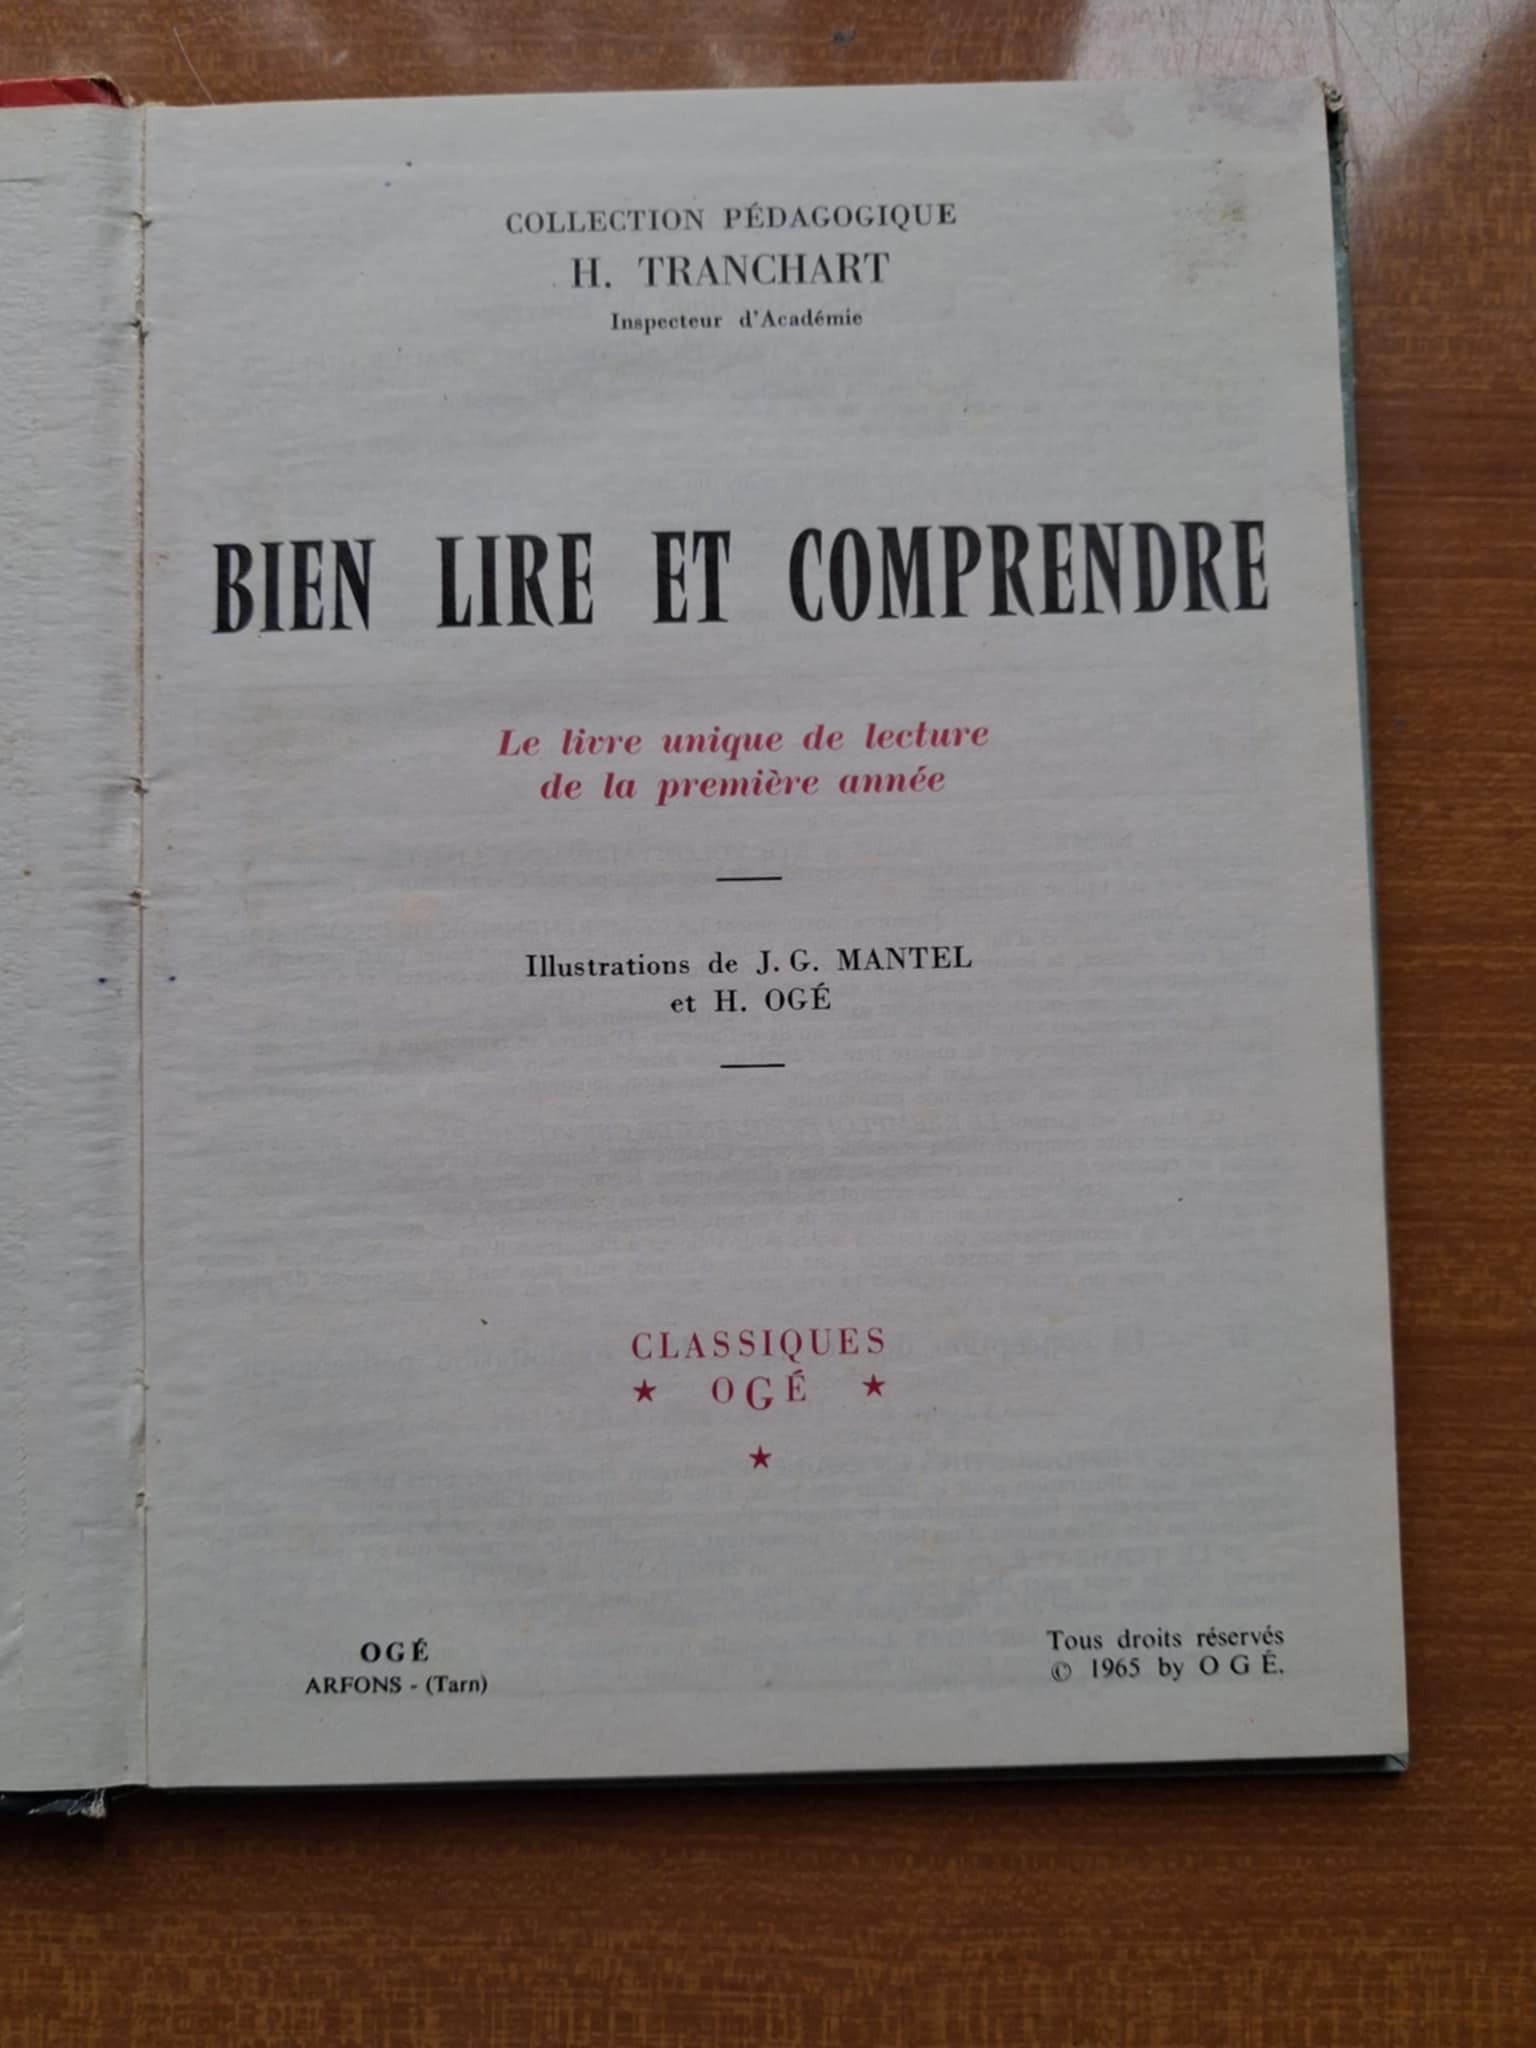 COLLECTION PÉDAGOGIQUE
H. TRANCHART
Inspecteur d'Académie
BIEN LIRE ET COMPRENDRE
Le livre unique de lecture
de la première année
Illustrations de J. G. MANTEL
et H. OGÉ
CLASSIQUES
★ OGÉ ★
★
OGÉ
ARFONS - (Tarn)
Tous droits réservés
© 1965 by O G É.